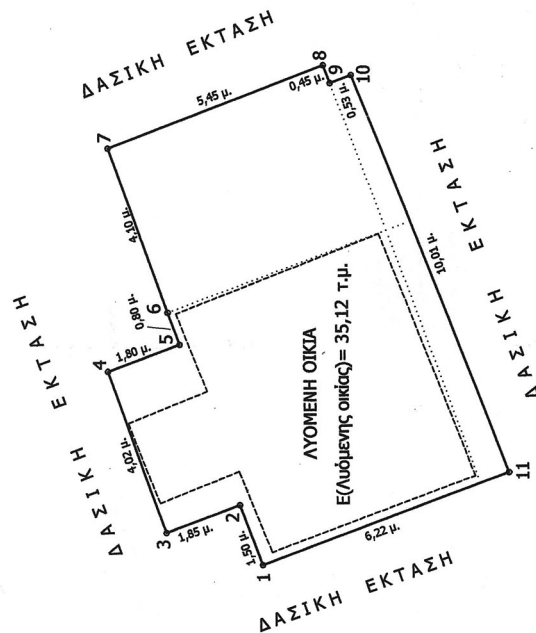 ΔΑΣΙΚΗ ΕΚΤΑΣΗ
8
9
10
7
5,45 μ.
0,45 μ.
0,53 μ.
4,10 μ.
ΔΑΣΙΚΗ ΕΚΤΑΣΗ
0,80 μ.
6
5
4
1,80 μ.
4,02 μ.
10,01 μ.
ΔΑΣΙΚΗ ΕΚΤΑΣΗ
ΛΥΟΜΕΝΗ ΟΙΚΙΑ
Ε(Λυόμενης οικίας)= 35,12 τ.μ.
3
1,85 μ.
2
1,50 μ.
1
6,22 μ.
11
ΔΑΣΙΚΗ ΕΚΤΑΣΗ